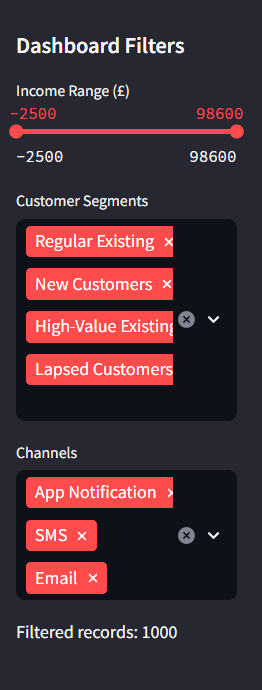 Dashboard Filters
Income Range (£)
-2500 98600
-2500 98600
Customer Segments
Regular Existing ×
New Customers ×
High-Value Existing
Lapsed Customers
Channels
App Notification ×
SMS ×
Email ×
Filtered records: 1000